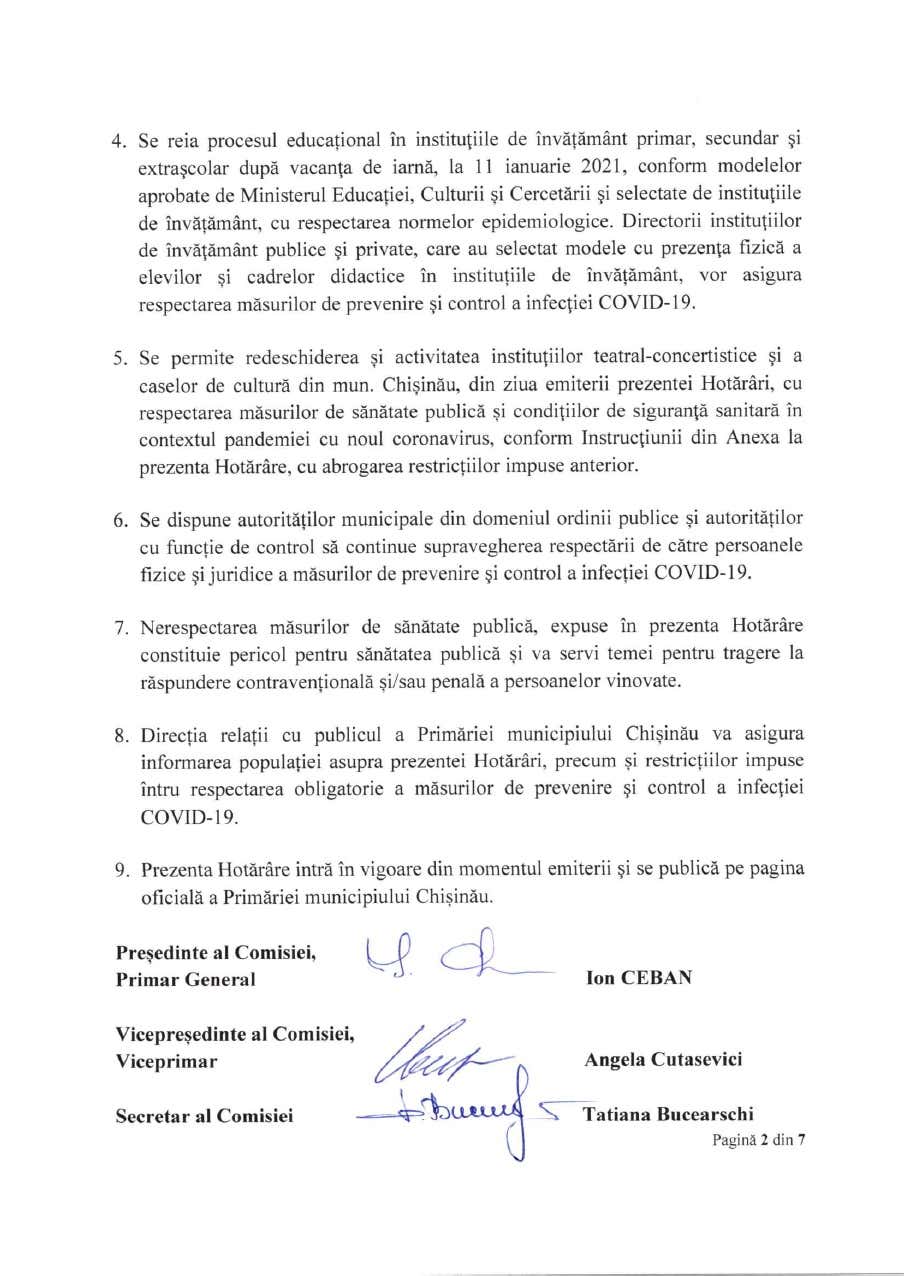 4. Se reia procesul educațional în instituțiile de învățământ primar, secundar și
extrașcolar după vacanța de iarnă, la 11 ianuarie 2021, conform modelelor
aprobate de Ministerul Educației, Culturii și Cercetării și selectate de instituțiile
de învățământ, cu respectarea normelor epidemiologice. Directorii instituțiilor
de învățământ publice și private, care au selectat modele cu prezența fizică a
elevilor și cadrelor didactice în instituțiile de învățământ, vor asigura
respectarea măsurilor de prevenire și control a infecției COVID-19.
5. Se permite redeschiderea și activitatea instituțiilor teatral-concertistice și a
caselor de cultură din mun. Chișinău, din ziua emiterii prezentei Hotărâri, cu
respectarea măsurilor de sănătate publică și condițiilor de siguranță sanitară în
contextul pandemiei cu noul coronavirus, conform Instrucțiunii din Anexa la
prezenta Hotărâre, cu abrogarea restricțiilor impuse anterior.
6. Se dispune autorităților municipale din domeniul ordinii publice și autorităților
cu funcție de control să continue supravegherea respectării de către persoanele
fizice și juridice a măsurilor de prevenire și control a infecției COVID-19.
7. Nerespectarea măsurilor de sănătate publică, expuse în prezenta Hotărâre
constituie pericol pentru sănătatea publică și va servi temei pentru tragere la
răspundere contravențională și/sau penală a persoanelor vinovate.
8. Direcția relații cu publicul a Primăriei municipiului Chișinău va asigura
informarea populației asupra prezentei Hotărâri, precum și restricțiilor impuse
întru respectarea obligatorie a măsurilor de prevenire și control a infecției
COVID-19.
9. Prezenta Hotărâre intră în vigoare din momentul emiterii și se publică pe pagina
oficială a Primăriei municipiului Chișinău.
Președinte al Comisiei,
Primar General Ion CEBAN
Vicepreședinte al Comisiei,
Viceprimar Angela Cutasevici
Secretar al Comisiei Tatiana Bucearschi
Pagină 2 din 7